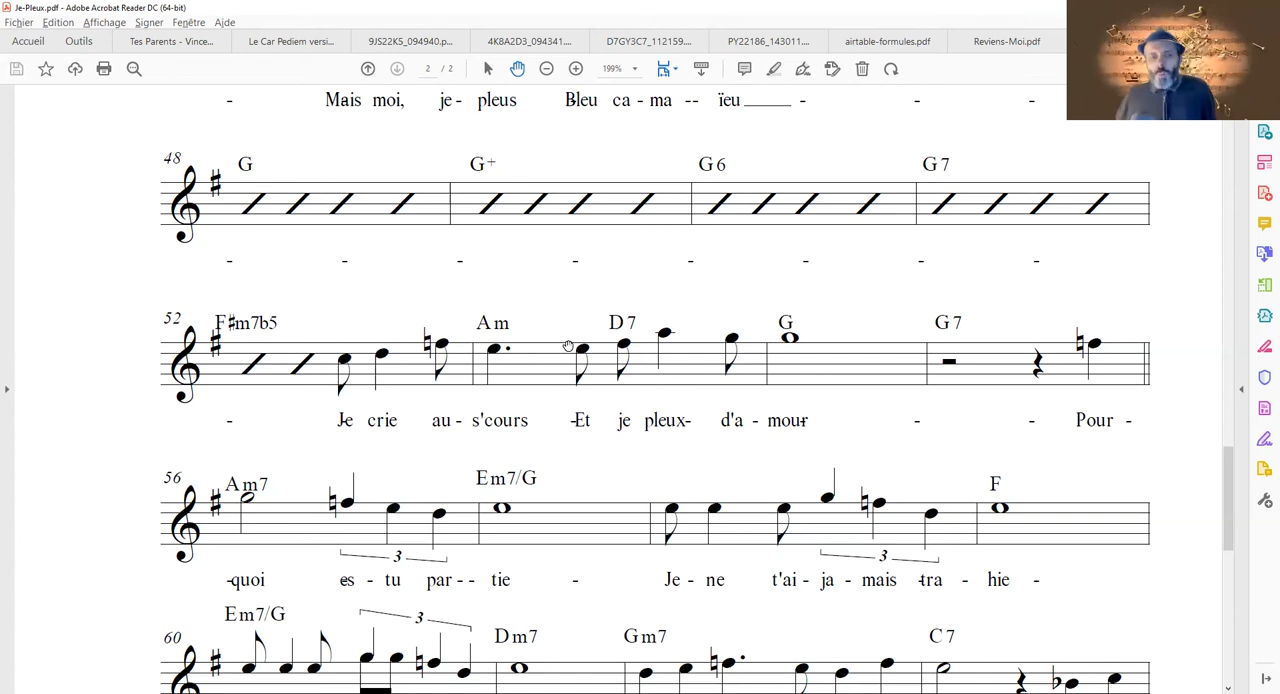 Je-Pleux.pdf - Adobe Acrobat Reader DC (64-bit)
Fichier Edition Affichage Signer Fenêtre Aide
Accueil Outils Tes Parents - Vince... Le Car Pediem versi... 9JS22K5_094940.p... 4K8A2D3_094341.... D7GY3C7_112159.... PY22186_143011.... airtable-formules.pdf Reviens-Moi.pdf
2 / 2 199%
- Mais moi, je- pleus Bleu ca - ma -- ïeu_____ - - -
48 G G+ G6 G7
- - - - - - - -
52 F#m7b5 Am D7 G G7
- Je crie au- s'cours -Et je pleux- d'a - mour - - Pour -
56 Am7 Em7/G F
3 3
-quoi es - tu par-- tie - Je- ne t'ai- ja - mais tra - hie -
Em7/G
3
60 Dm7 Gm7 C7